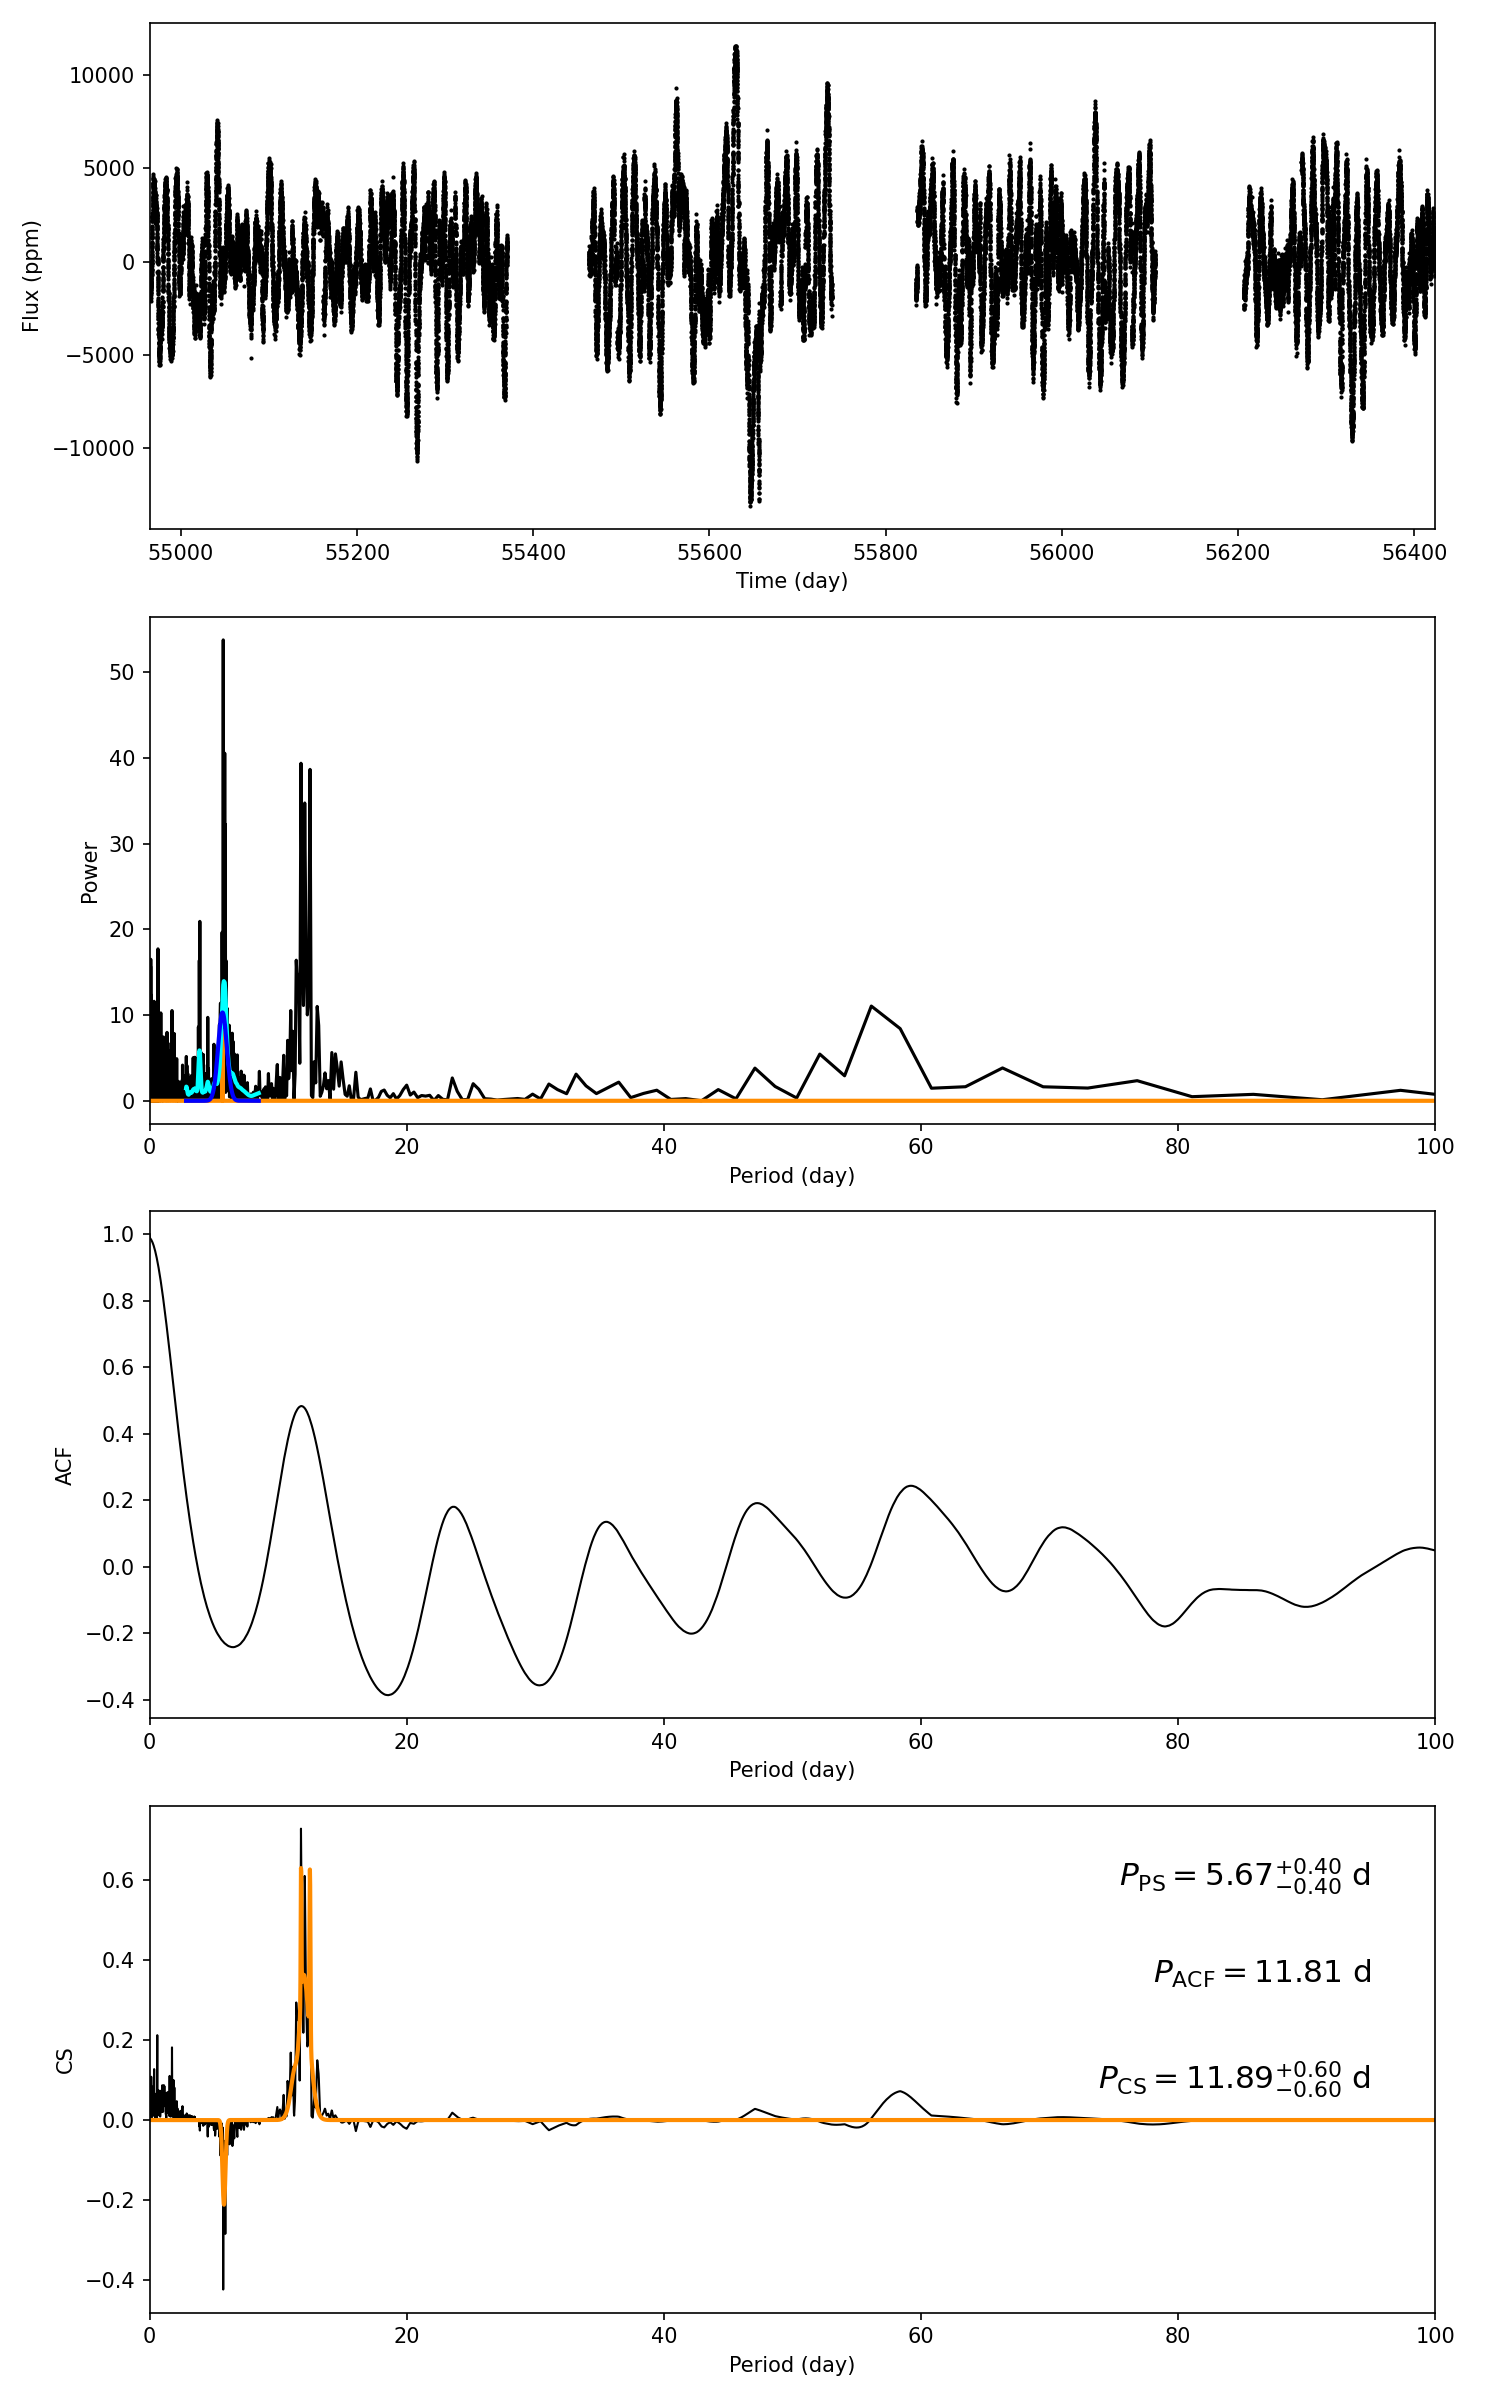 10000
5000
0
−5000
−10000
Flux (ppm)
55000 55200 55400 55600 55800 56000 56200 56400
Time (day)
50
40
30
20
10
0
Power
0 20 40 60 80 100
Period (day)
1.0
0.8
0.6
0.4
0.2
0.0
−0.2
−0.4
ACF
0 20 40 60 80 100
Period (day)
0.6
0.4
0.2
0.0
−0.2
−0.4
CS
P_PS = 5.67^{+0.40}_{−0.40} d
P_ACF = 11.81 d
P_CS = 11.89^{+0.60}_{−0.60} d
0 20 40 60 80 100
Period (day)